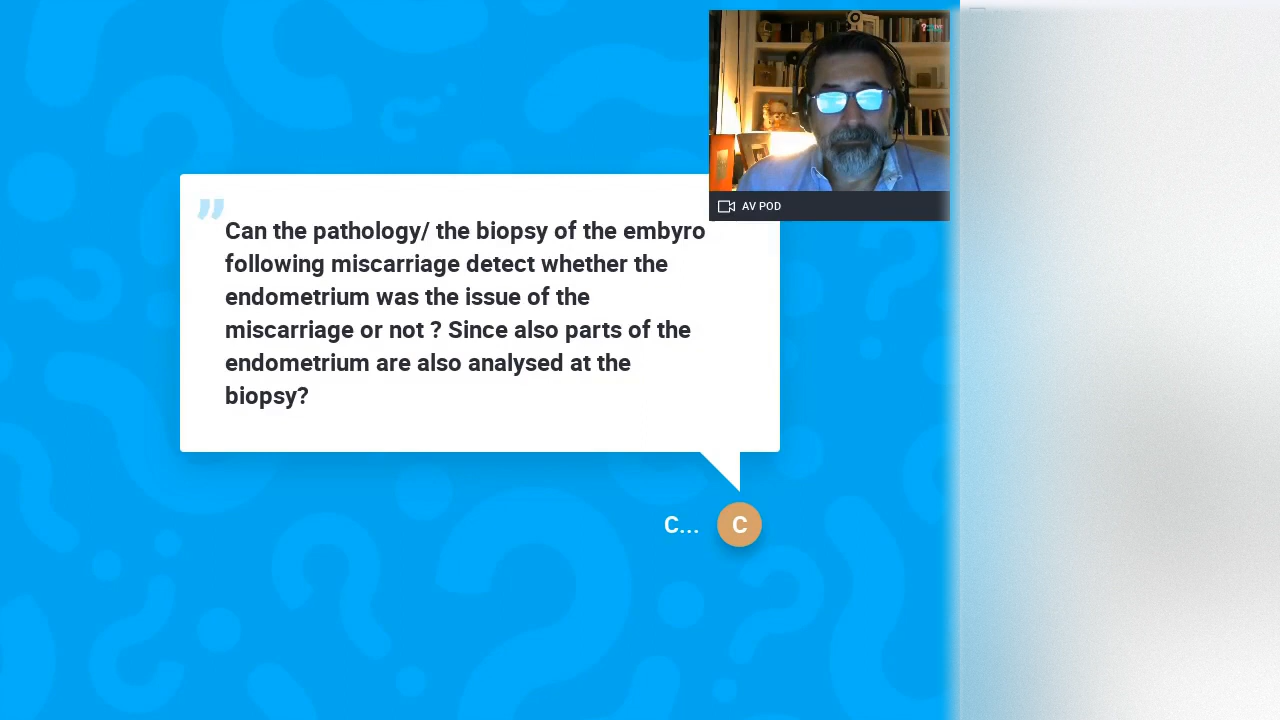 AV POD
”
Can the pathology/ the biopsy of the embyro
following miscarriage detect whether the
endometrium was the issue of the
miscarriage or not ? Since also parts of the
endometrium are also analysed at the
biopsy?
C...
C